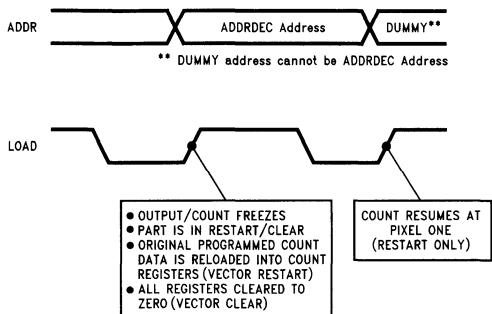 ADDR
ADDRDEC Address
DUMMY**
** DUMMY address cannot be ADDRDEC Address
LOAD
● OUTPUT/COUNT FREEZES
● PART IS IN RESTART/CLEAR
● ORIGINAL PROGRAMMED COUNT
DATA IS RELOADED INTO COUNT
REGISTERS (VECTOR RESTART)
● ALL REGISTERS CLEARED TO
ZERO (VECTOR CLEAR)
COUNT RESUMES AT
PIXEL ONE
(RESTART ONLY)